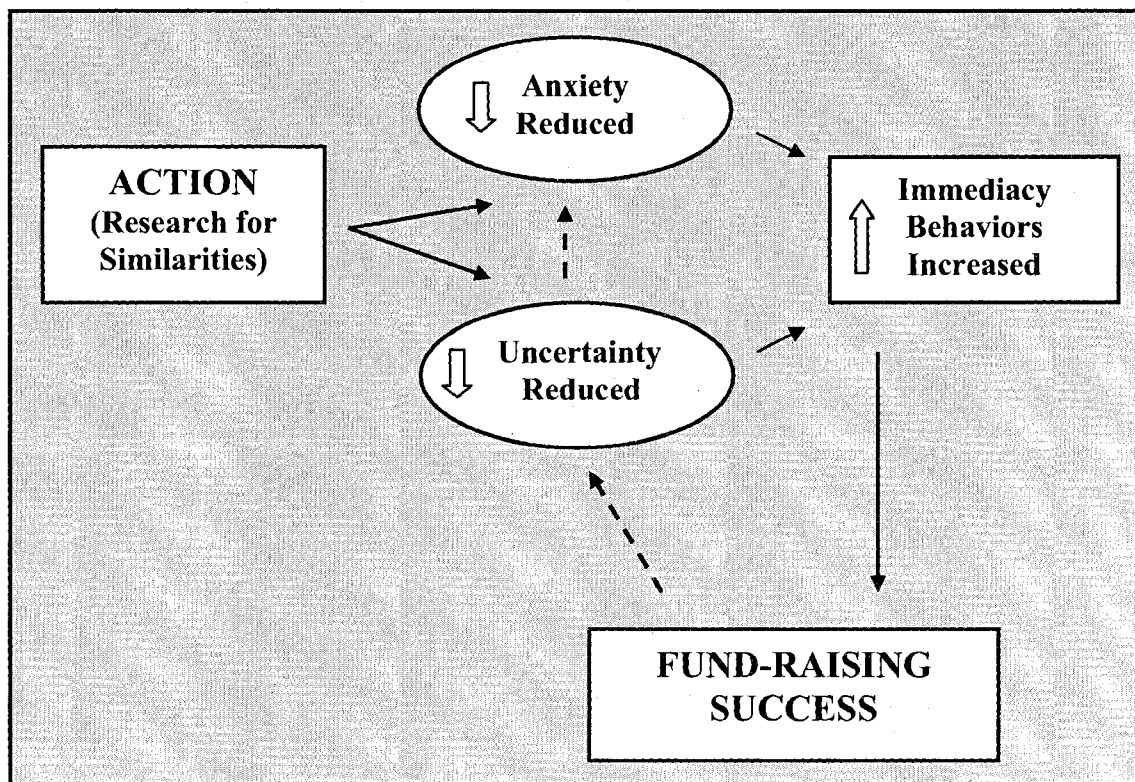 Anxiety
Reduced
ACTION
(Research for
Similarities)
Immediacy
Behaviors
Increased
Uncertainty
Reduced
FUND-RAISING
SUCCESS